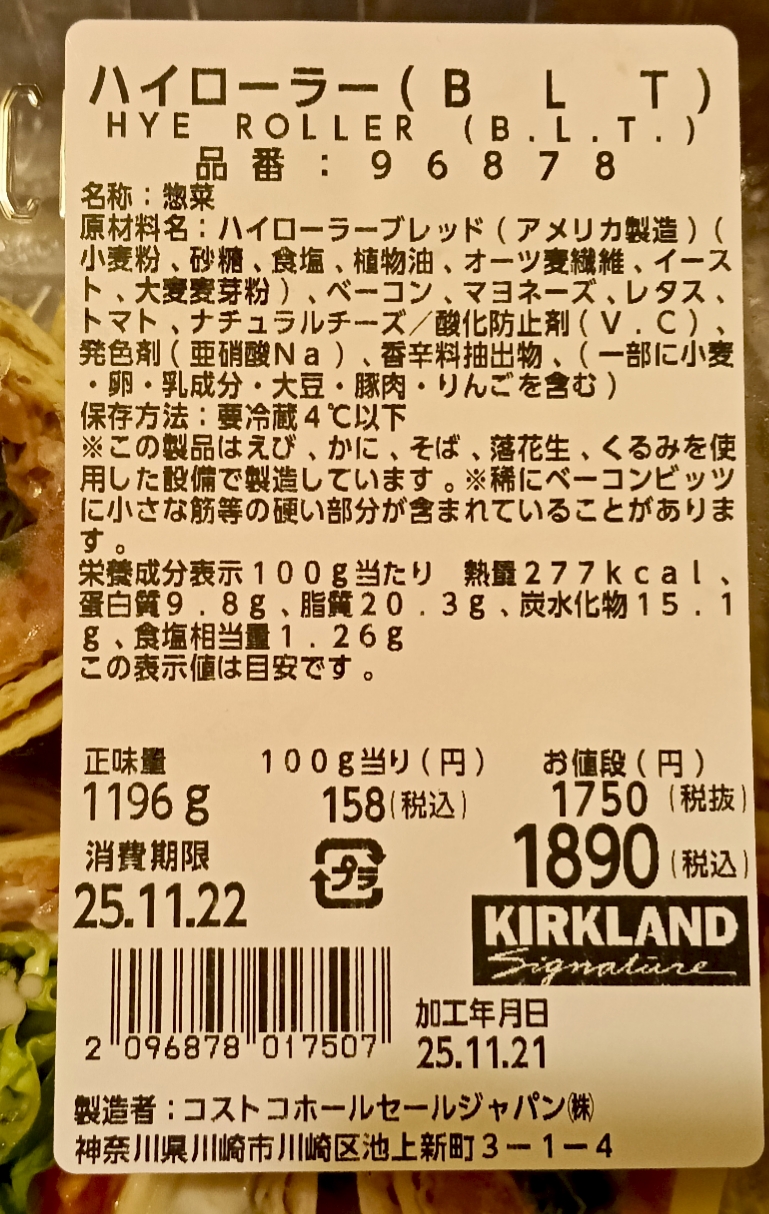 ハイローラー(B L T)
HYE ROLLER (B.L.T.)
品番:96878
名称:惣菜
原材料名:ハイローラーブレッド(アメリカ製造)(
小麦粉、砂糖、食塩、植物油、オーツ麦繊維、イース
ト、大麦麦芽粉)、ベーコン、マヨネーズ、レタス、
トマト、ナチュラルチーズ/酸化防止剤(V.C)、
発色剤(亜硝酸Na)、香辛料抽出物、(一部に小麦
・卵・乳成分・大豆・豚肉・りんごを含む)
保存方法:要冷蔵4℃以下
※この製品はえび、かに、そば、落花生、くるみを使
用した設備で製造しています。※稀にベーコンビッツ
に小さな筋等の硬い部分が含まれていることがありま
す。
栄養成分表示100g当たり 熱量277kcal、
蛋白質9.8g、脂質20.3g、炭水化物15.1
g、食塩相当量1.26g
この表示値は目安です。
正味量 100g当り(円) お値段(円)
1196g 158(税込) 1750(税抜)
消費期限 プラ 1890(税込)
25.11.22
KIRKLAND
Signature
2 096878 017507
加工年月日
25.11.21
製造者:コストコホールセールジャパン㈱
神奈川県川崎市川崎区池上新町3-1-4